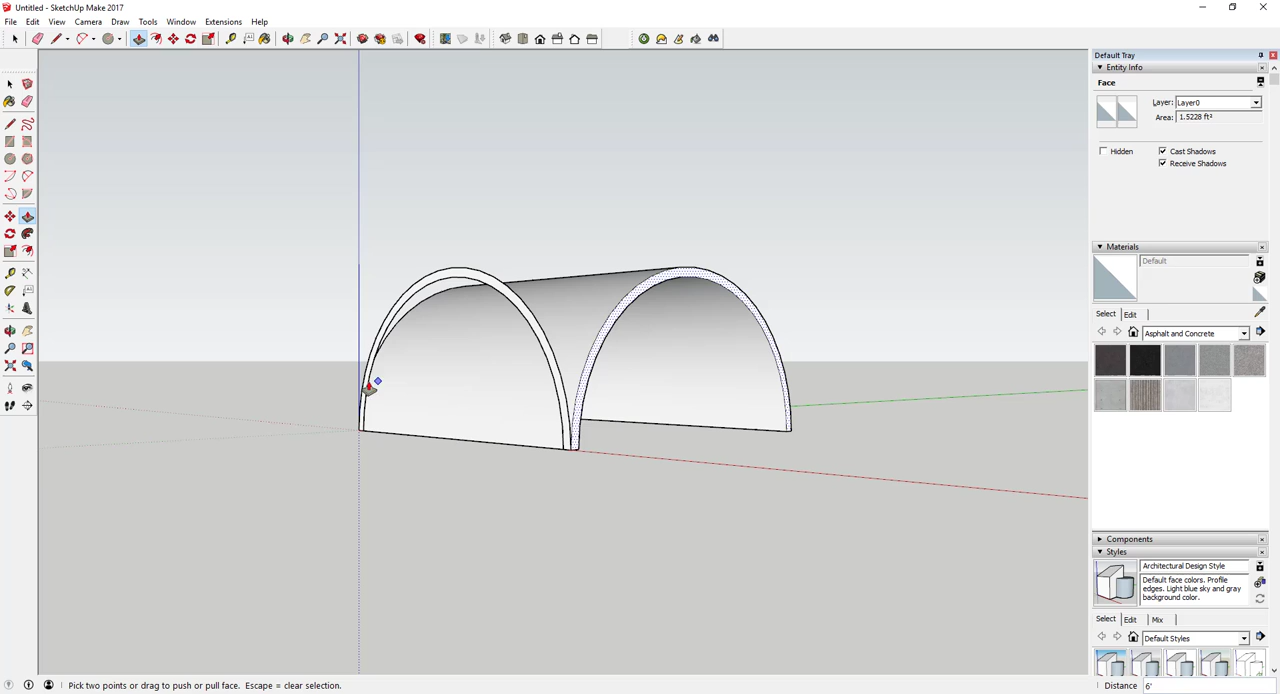 Untitled - SketchUp Make 2017
File Edit View Camera Draw Tools Window Extensions Help
Default Tray
Entity Info
Face
Layer: Layer0
Area: 1.5228 ft²
Hidden
Cast Shadows
Receive Shadows
Materials
Default
Select Edit
Asphalt and Concrete
Components
Styles
Architectural Design Style
Default face colors. Profile edges. Light blue sky and gray background color.
Select Edit Mix
Default Styles
Pick two points or drag to push or pull face. Escape = clear selection.
Distance 6'